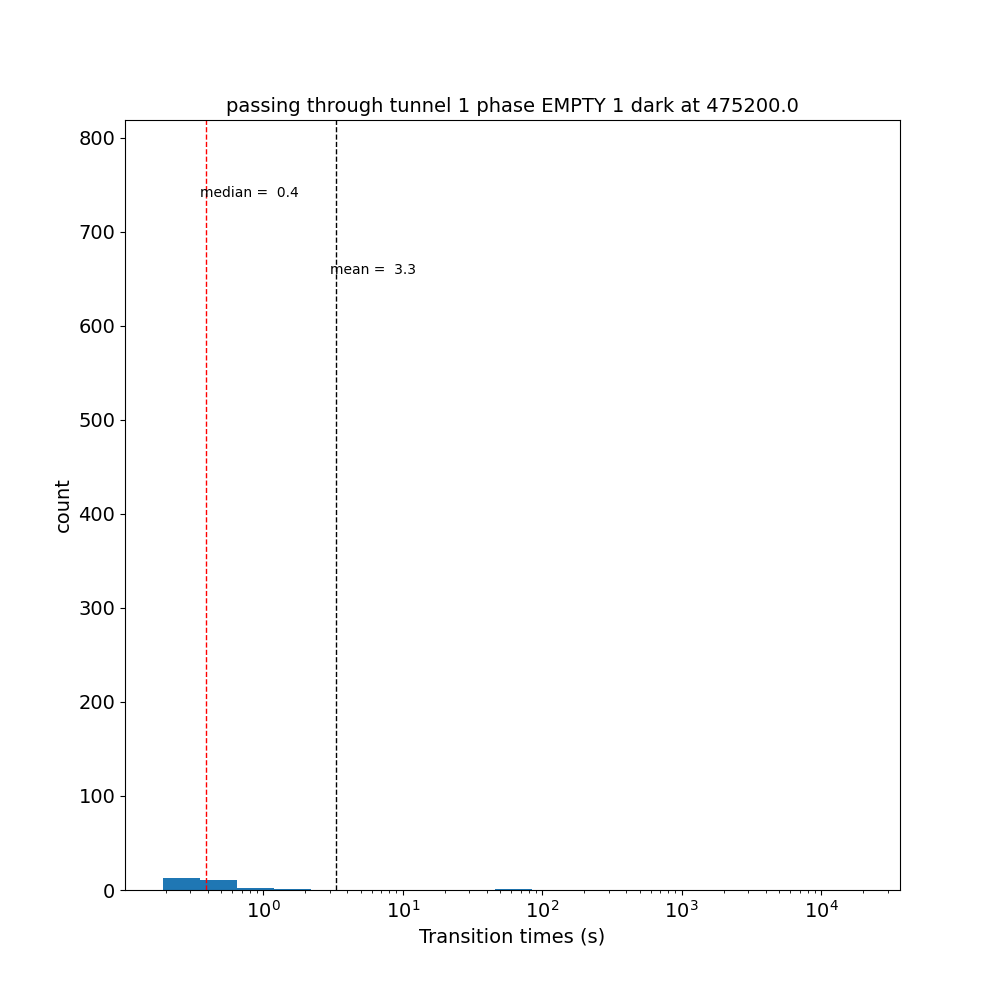 passing through tunnel 1 phase EMPTY 1 dark at 475200.0
800
median =  0.4
700
mean =  3.3
600
500
count
400
300
200
100
0
10⁰ 10¹ 10² 10³ 10⁴
Transition times (s)